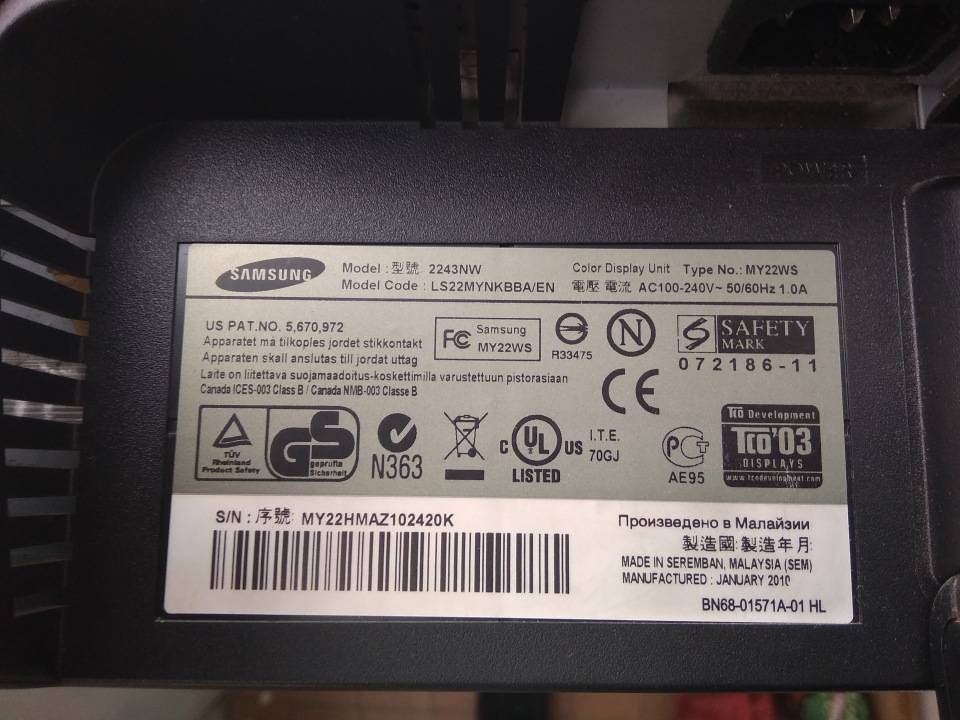 POWER
SAMSUNG
Model : 型號 2243NW
Color Display Unit Type No.: MY22WS
Model Code : LS22MYNKBBA/EN
電壓 電流 AC100-240V~ 50/60Hz 1.0A
US PAT.NO. 5,670,972
Apparatet må tilkoples jordet stikkontakt
Apparaten skall anslutas till jordat uttag
Laite on liitettävä suojamaadoitus-koskettimilla varustettuun pistorasiaan
Canada ICES-003 Class B / Canada NMB-003 Classe B
FC Samsung
MY22WS
R33475
N
S SAFETY
MARK
072186-11
CE
TÜV
Rheinland
Product Safety
GS
geprüfte
Sicherheit
N363
c UL US
LISTED
I.T.E.
70GJ
PCT
AE95
TCO Development
TCO'03
DISPLAYS
www.tcodevelopment.com
S/N : 序號: MY22HMAZ102420K
Произведено в Малайзии
製造國: 製造年月:
MADE IN SEREMBAN, MALAYSIA (SEM)
MANUFACTURED : JANUARY 2010
BN68-01571A-01 HL